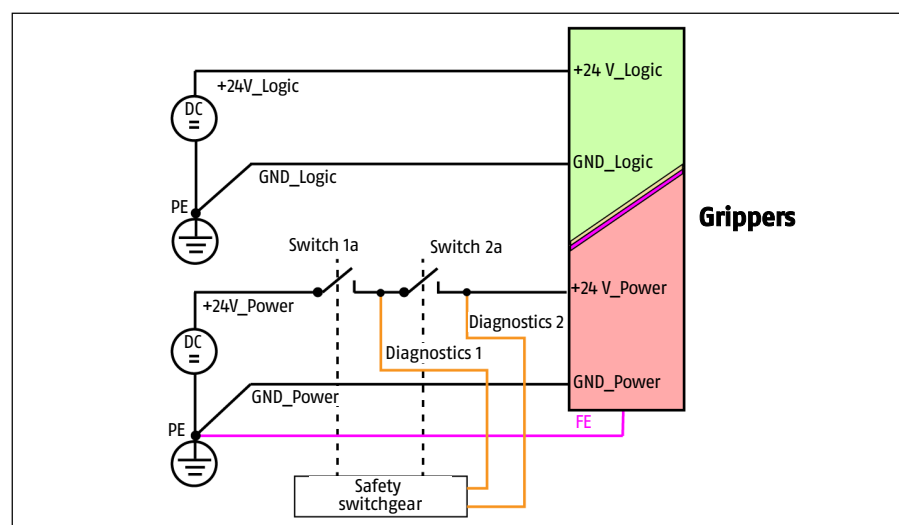 +24V_Logic
+24 V_Logic
DC
=
GND_Logic
GND_Logic
PE
Grippers
Switch 1a
Switch 2a
+24V_Power
+24 V_Power
Diagnostics 2
DC
=
Diagnostics 1
GND_Power
GND_Power
PE
FE
Safety
switchgear